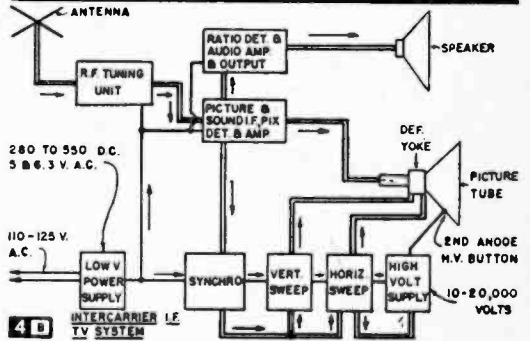 ANTENNA
R.F. TUNING
UNIT
RATIO DET. &
AUDIO AMP.
& OUTPUT
SPEAKER
PICTURE &
SOUND I.F., PIX
DET. & AMP.
280 TO 550 D.C.
5 & 6.3 V. A.C.
DEF.
YOKE
PICTURE
TUBE
2ND ANODE
H.V. BUTTON
110-125 V.
A.C.
LOW V
POWER
SUPPLY
SYNCHRO
VERT.
SWEEP
HORIZ.
SWEEP
HIGH
VOLT
SUPPLY
10-20,000
VOLTS
4 B
INTERCARRIER I.F.
TV SYSTEM